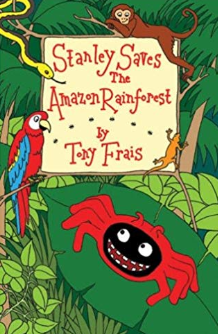 Stanley Saves
The
Amazon Rainforest
by
Tony Frais